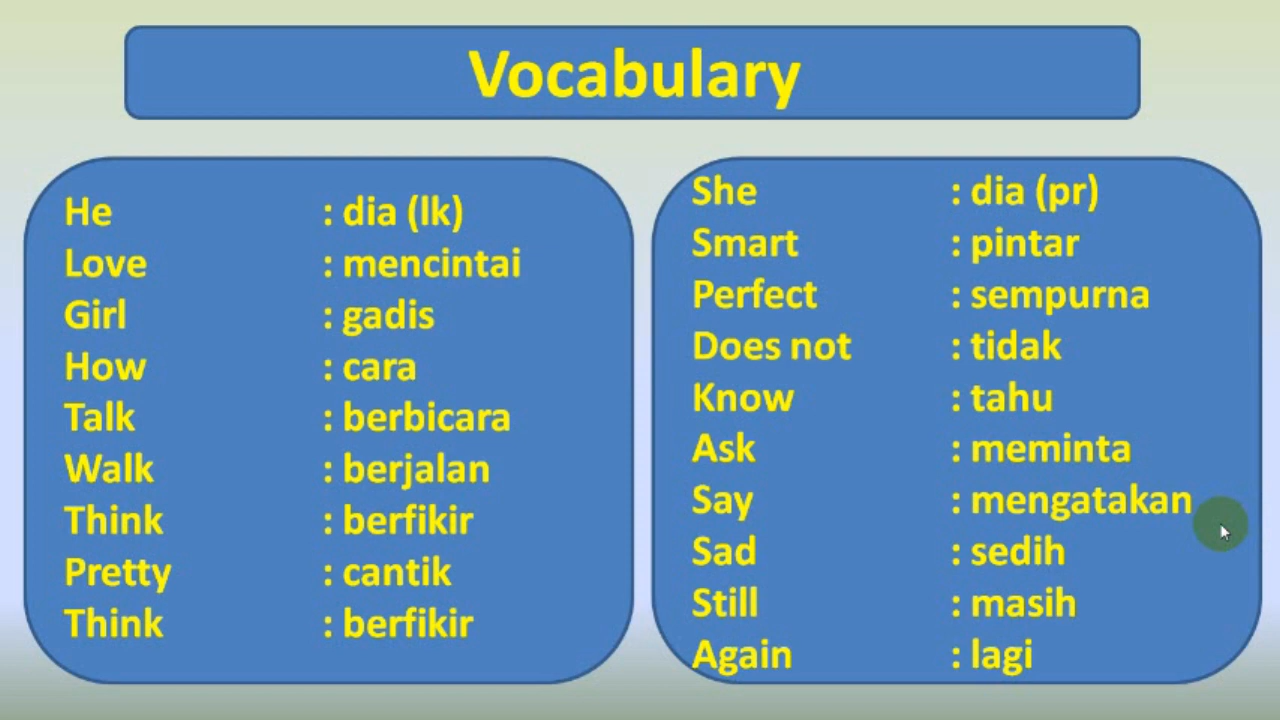 Vocabulary
He : dia (lk)
Love : mencintai
Girl : gadis
How : cara
Talk : berbicara
Walk : berjalan
Think : berfikir
Pretty : cantik
Think : berfikir
She : dia (pr)
Smart : pintar
Perfect : sempurna
Does not : tidak
Know : tahu
Ask : meminta
Say : mengatakan
Sad : sedih
Still : masih
Again : lagi